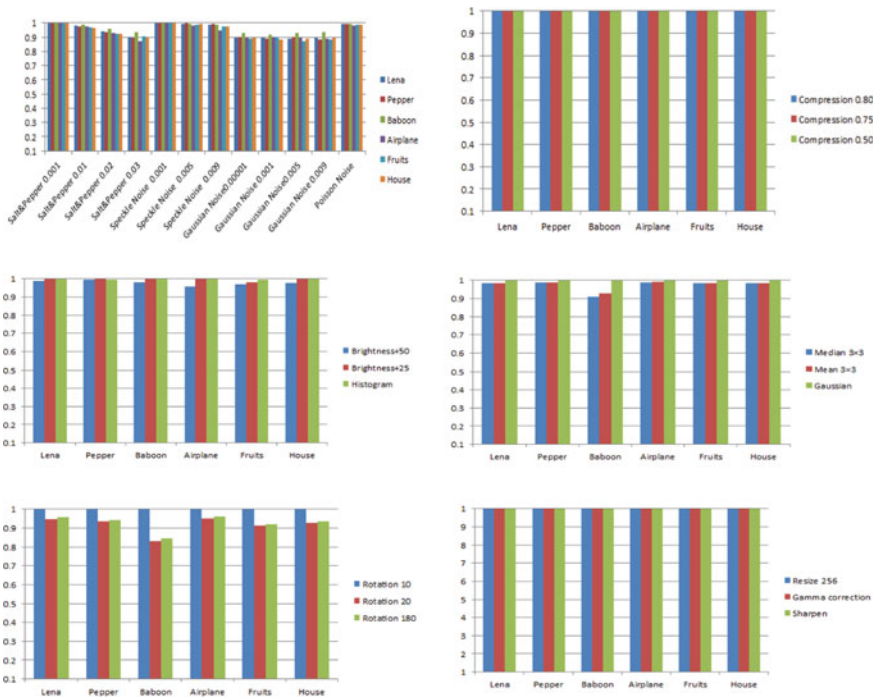 1
0.9
0.8
0.7
0.6
0.5
0.4
0.3
0.2
0.1
Salt&Pepper 0.001
Salt&Pepper 0.01
Salt&Pepper 0.02
Salt&Pepper 0.03
Speckle Noise 0.001
Speckle Noise 0.005
Speckle Noise 0.009
Gaussian Noise0.00001
Gaussian Noise 0.001
Gaussian Noise0.005
Gaussian Noise 0.009
Poisson Noise
Lena
Pepper
Baboon
Airplane
Fruits
House
1
0.9
0.8
0.7
0.6
0.5
0.4
0.3
0.2
0.1
Lena Pepper Baboon Airplane Fruits House
Compression 0.80
Compression 0.75
Compression 0.50
1
0.9
0.8
0.7
0.6
0.5
0.4
0.3
0.2
0.1
Lena Pepper Baboon Airplane Fruits House
Brightness+50
Brightness+25
Histogram
1
0.9
0.8
0.7
0.6
0.5
0.4
0.3
0.2
0.1
Lena Pepper Baboon Airplane Fruits House
Median 3×3
Mean 3×3
Gaussian
1
0.9
0.8
0.7
0.6
0.5
0.4
0.3
0.2
0.1
Lena Pepper Baboon Airplane Fruits House
Rotation 10
Rotation 20
Rotation 180
1
9
8
7
6
5
4
3
2
1
Lena Pepper Baboon Airplane Fruits House
Resize 256
Gamma correction
Sharpen